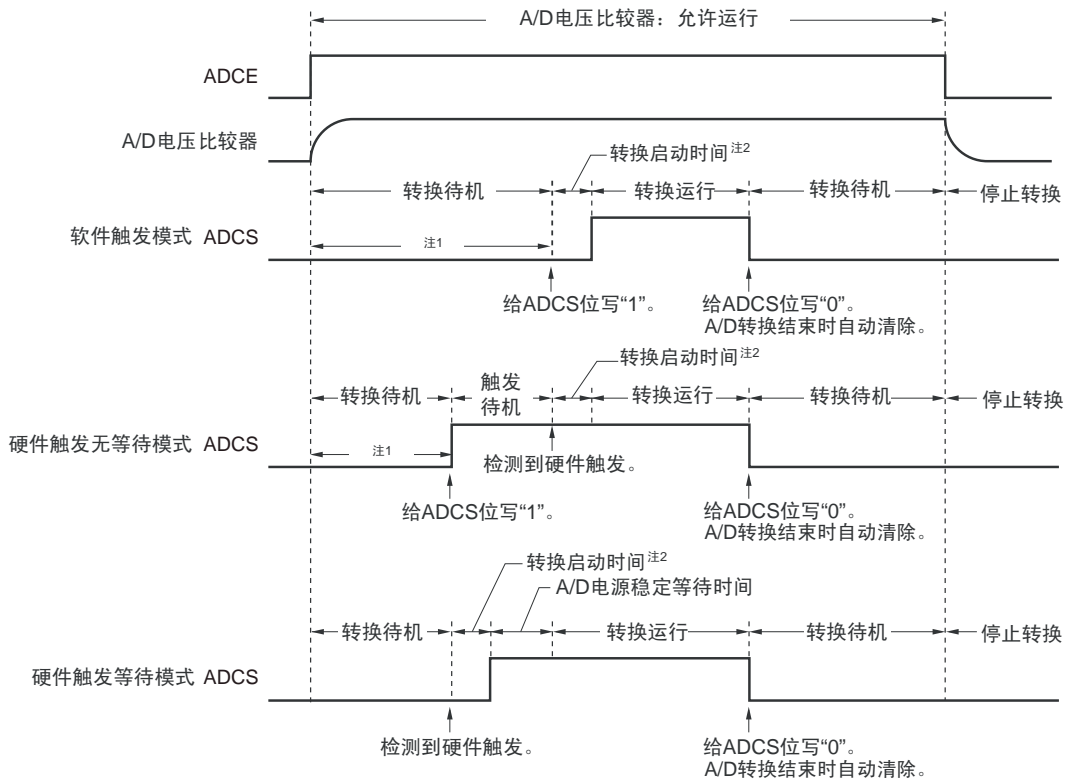 A/D电压比较器：允许运行
ADCE
A/D电压比较器
转换启动时间注2
转换待机
转换运行
转换待机
停止转换
软件触发模式 ADCS
注1
给ADCS位写“1”。
给ADCS位写“0”。
A/D转换结束时自动清除。
转换启动时间注2
转换待机
触发
待机
转换运行
转换待机
停止转换
硬件触发无等待模式 ADCS
注1
检测到硬件触发。
给ADCS位写“1”。
给ADCS位写“0”。
A/D转换结束时自动清除。
转换启动时间注2
A/D电源稳定等待时间
转换待机
转换运行
转换待机
停止转换
硬件触发等待模式 ADCS
检测到硬件触发。
给ADCS位写“0”。
A/D转换结束时自动清除。